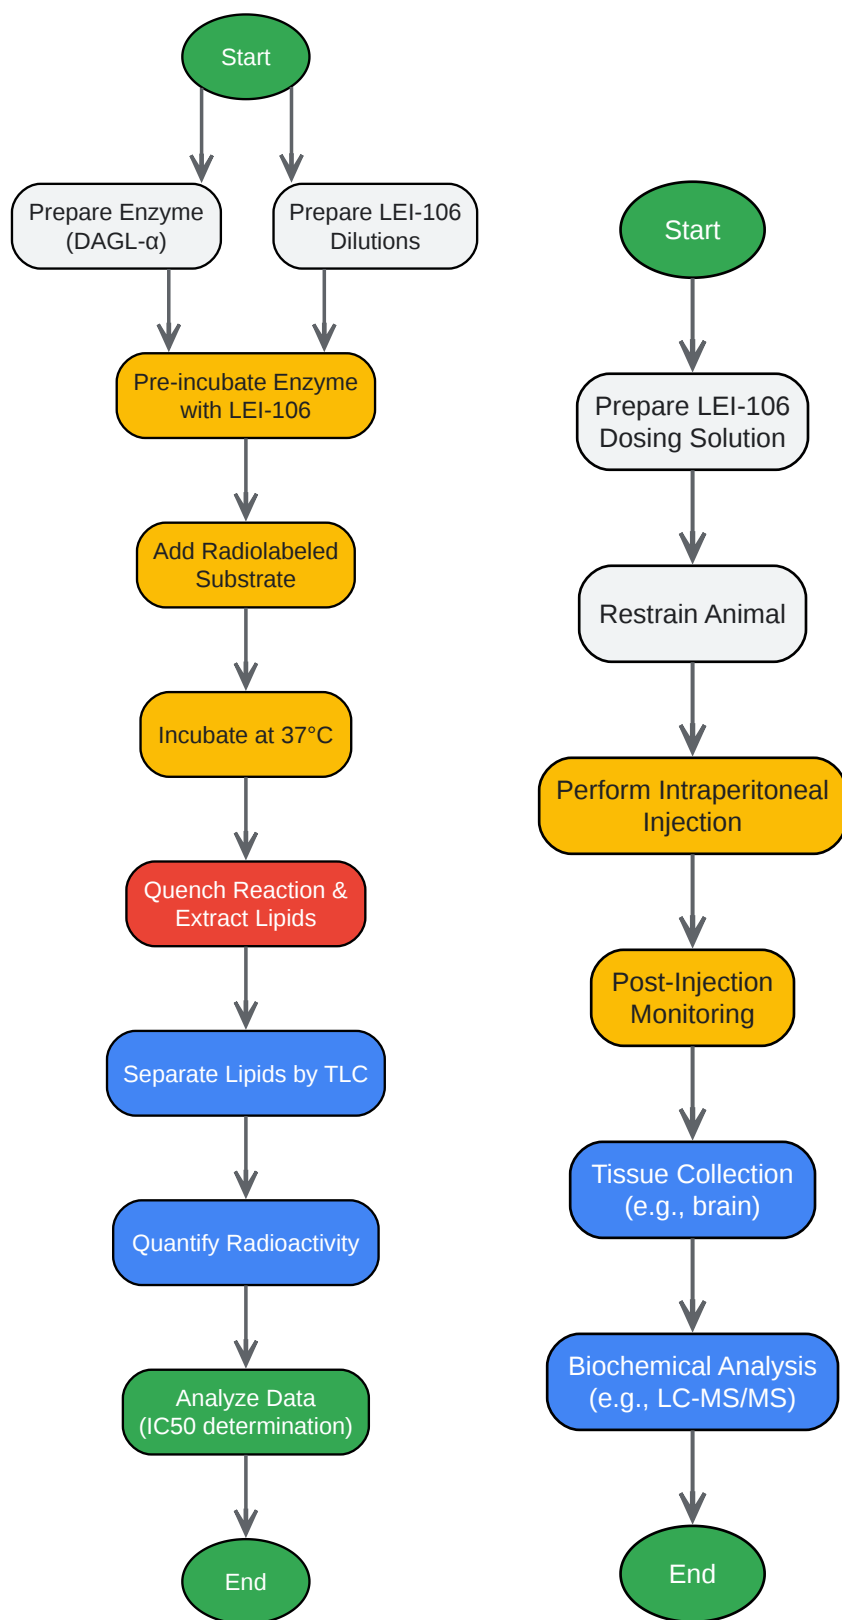 Start
Prepare Enzyme
(DAGL-α)
Prepare LEI-106
Dilutions
Pre-incubate Enzyme
with LEI-106
Add Radiolabeled
Substrate
Incubate at 37°C
Quench Reaction &
Extract Lipids
Separate Lipids by TLC
Quantify Radioactivity
Analyze Data
(IC50 determination)
End
Start
Prepare LEI-106
Dosing Solution
Restrain Animal
Perform Intraperitoneal
Injection
Post-Injection
Monitoring
Tissue Collection
(e.g., brain)
Biochemical Analysis
(e.g., LC-MS/MS)
End